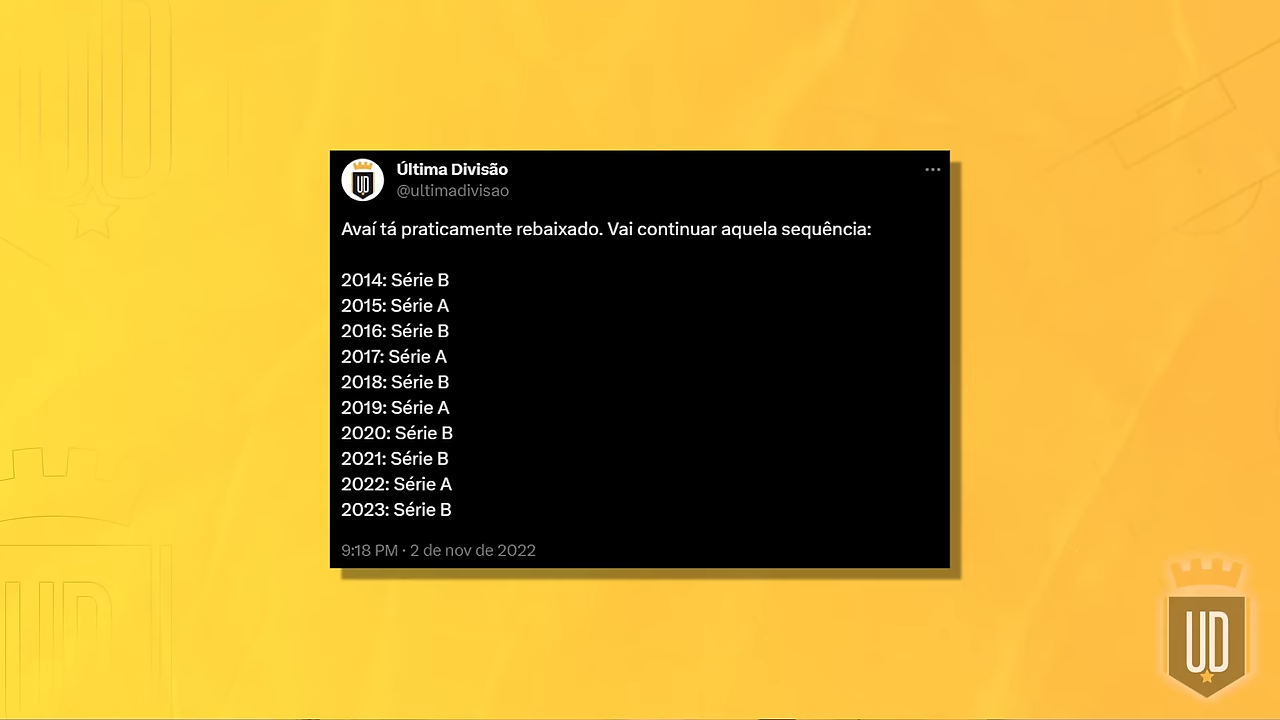 Última Divisão
@ultimadivisao
Avaí tá praticamente rebaixado. Vai continuar aquela sequência:
2014: Série B
2015: Série A
2016: Série B
2017: Série A
2018: Série B
2019: Série A
2020: Série B
2021: Série B
2022: Série A
2023: Série B
9:18 PM · 2 de nov de 2022
UD